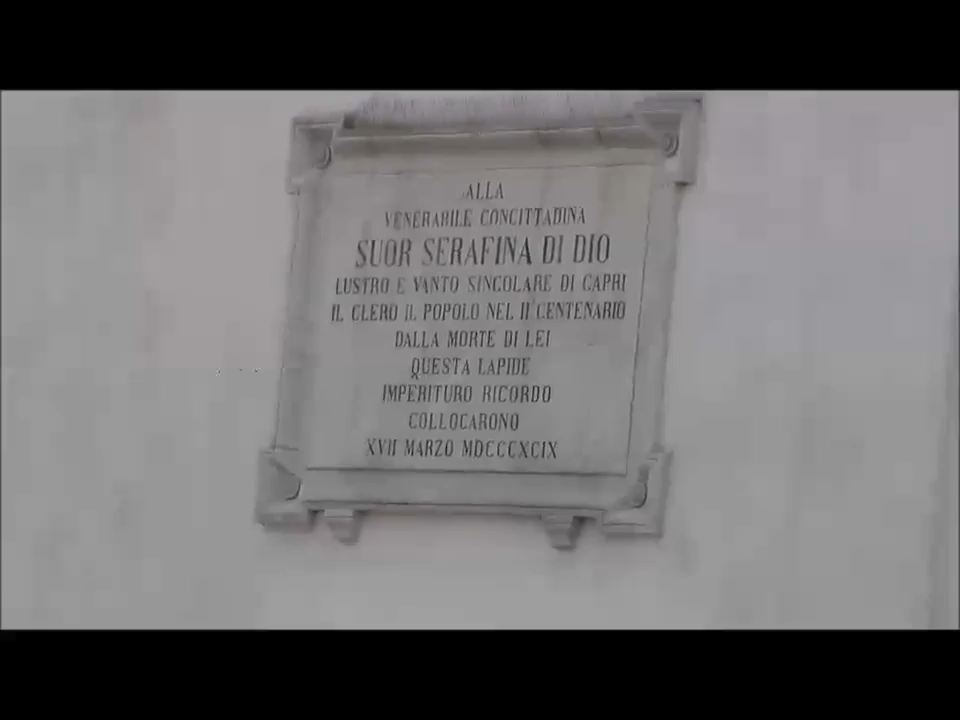 ALLA
VENERABILE CONCITTADINA
SUOR SERAFINA DI DIO
LUSTRO E VANTO SINGOLARE DI CAPRI
IL CLERO IL POPOLO NEL II° CENTENARIO
DALLA MORTE DI LEI
QUESTA LAPIDE
IMPERITURO RICORDO
COLLOCARONO
XVII MARZO MDCCCXCIX